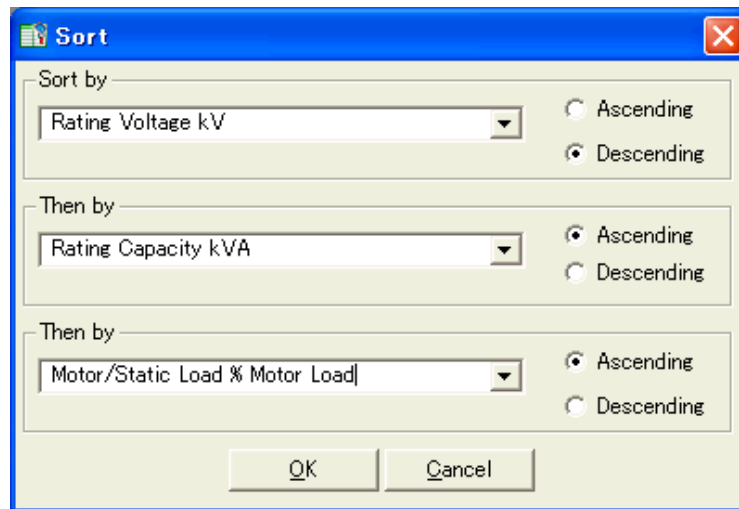 Sort
Sort by
Rating Voltage kV
Ascending
Descending
Then by
Rating Capacity kVA
Ascending
Descending
Then by
Motor/Static Load % Motor Load
Ascending
Descending
OK Cancel